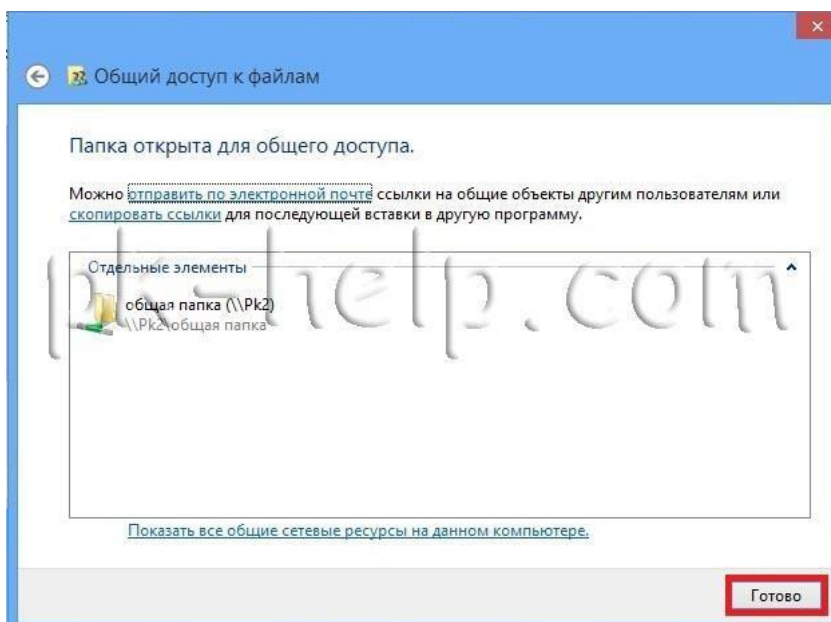 Общий доступ к файлам
Папка открыта для общего доступа.
Можно отправить по электронной почте ссылки на общие объекты другим пользователям или
скопировать ссылки для последующей вставки в другую программу.
Отдельные элементы
pk-help.com
общая папка (\\Pk2)
\\Pk2\общая папка
Показать все общие сетевые ресурсы на данном компьютере.
Готово